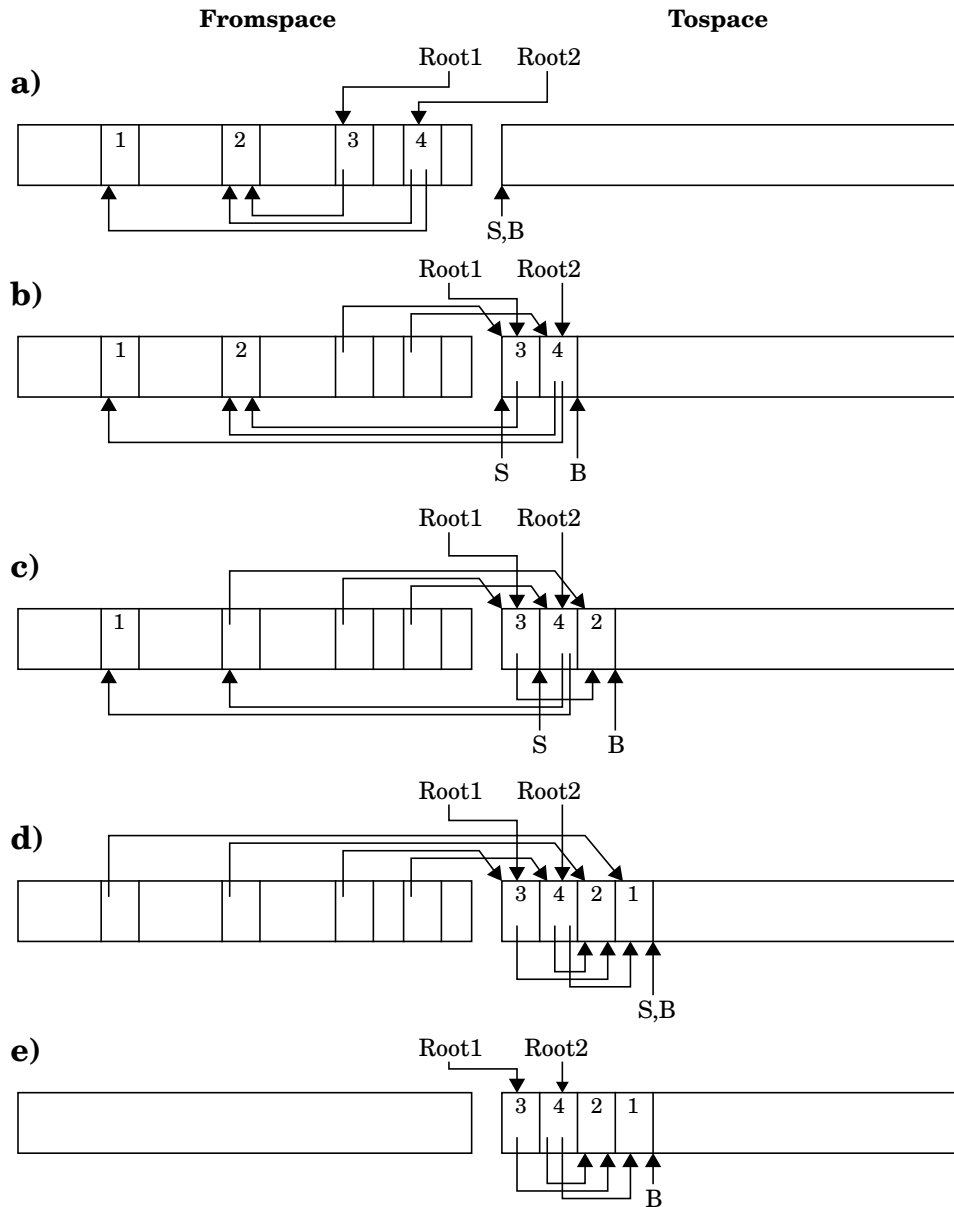 Fromspace Tospace
Root1 Root2
a)
1 2 3 4
S,B
Root1 Root2
b)
1 2 3 4
S B
Root1 Root2
c)
1 3 4 2
S B
Root1 Root2
d)
3 4 2 1
S,B
Root1 Root2
e)
3 4 2 1
B